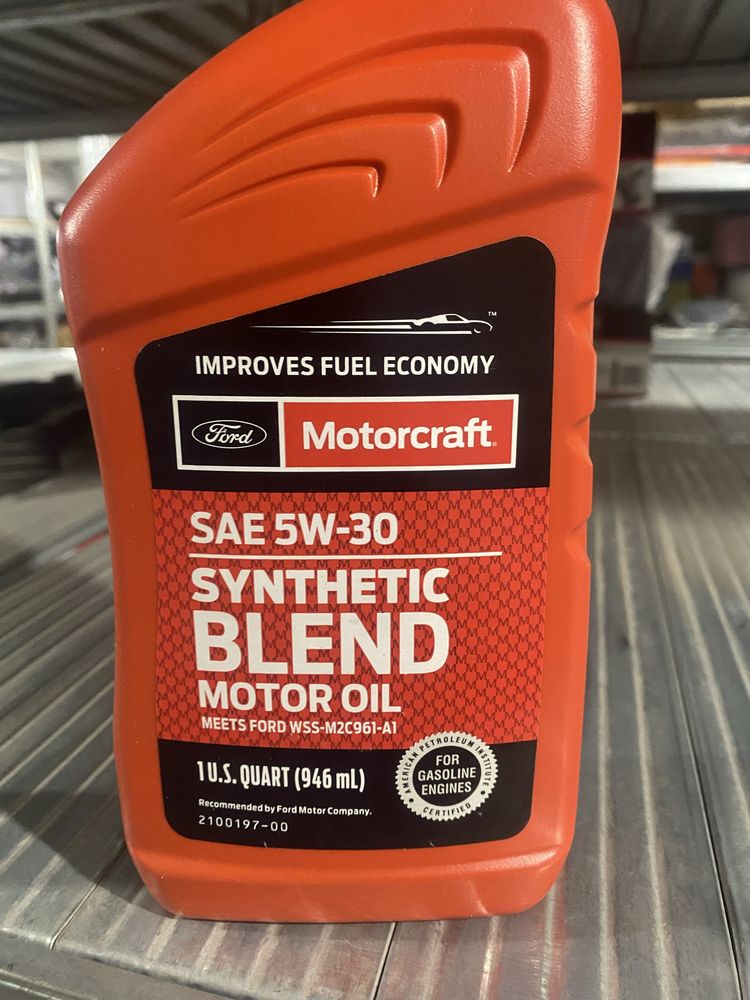 ™
IMPROVES FUEL ECONOMY
Ford
Motorcraft®
SAE 5W-30
SYNTHETIC
BLEND
MOTOR OIL
MEETS FORD WSS-M2C961-A1
1 U.S. QUART (946 mL)
Recommended by Ford Motor Company.
2100197-00
AMERICAN PETROLEUM INSTITUTE
FOR
GASOLINE
ENGINES
CERTIFIED